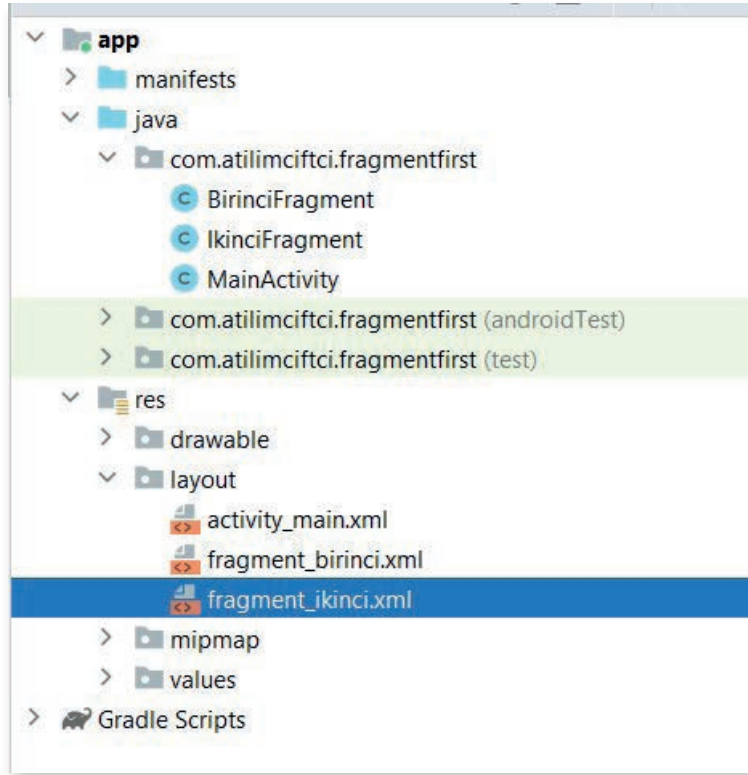 app
manifests
java
com.atilimciftci.fragmentfirst
BirinciFragment
IkinciFragment
MainActivity
com.atilimciftci.fragmentfirst (androidTest)
com.atilimciftci.fragmentfirst (test)
res
drawable
layout
activity_main.xml
fragment_birinci.xml
fragment_ikinci.xml
mipmap
values
Gradle Scripts